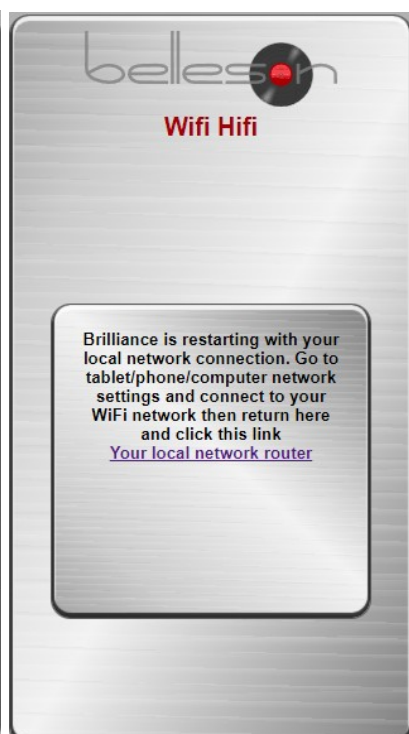 belleson
Wifi Hifi
Brilliance is restarting with your
local network connection. Go to
tablet/phone/computer network
settings and connect to your
WiFi network then return here
and click this link
Your local network router